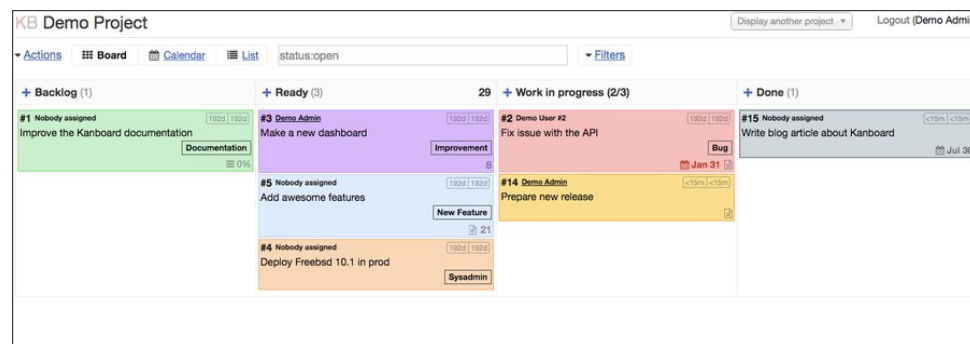 KB Demo Project Display another project Logout (Demo Admi
Actions Board Calendar List status:open Filters
+ Backlog (1) + Ready (3) 29 + Work in progress (2/3) + Done (1)
#1 Nobody assigned 192d 192d
Improve the Kanboard documentation
Documentation
0%
#3 Demo Admin 192d 192d
Make a new dashboard
Improvement
8
#5 Nobody assigned 192d 192d
Add awesome features
New Feature
21
#4 Nobody assigned 192d 192d
Deploy Freebsd 10.1 in prod
Sysadmin
#2 Demo User #2 192d 192d
Fix issue with the API
Bug
Jan 31
#14 Demo Admin <15m <15m
Prepare new release
#15 Nobody assigned <15m <15m
Write blog article about Kanboard
Jul 30